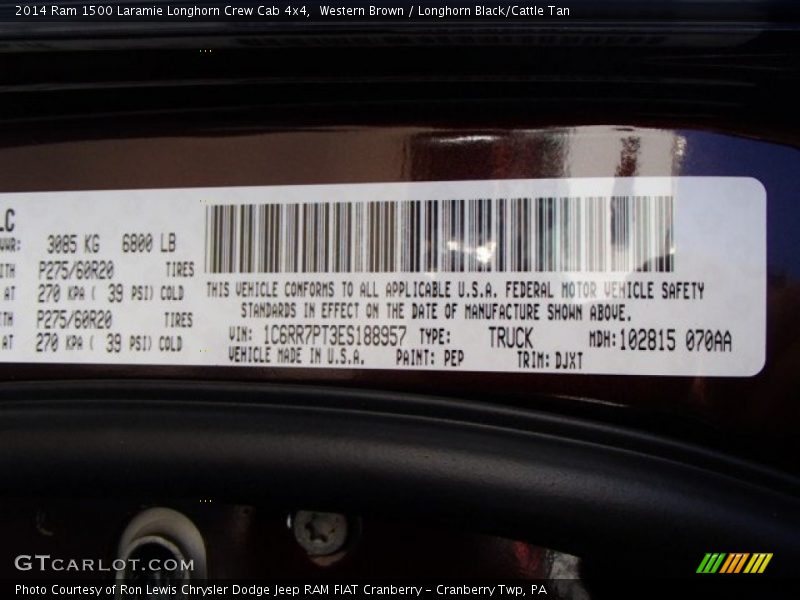 2014 Ram 1500 Laramie Longhorn Crew Cab 4x4,  Western Brown / Longhorn Black/Cattle Tan
LC
3085 KG 6800 LB
P275/60R20 TIRES
AT 270 KPA ( 39 PSI) COLD
P275/60R20 TIRES
AT 270 KPA ( 39 PSI) COLD
THIS VEHICLE CONFORMS TO ALL APPLICABLE U.S.A. FEDERAL MOTOR VEHICLE SAFETY
STANDARDS IN EFFECT ON THE DATE OF MANUFACTURE SHOWN ABOVE.
VIN: 1C6RR7PT3ES188957 TYPE: TRUCK MDH: 102815 070AA
VEHICLE MADE IN U.S.A. PAINT: PEP TRIM: DJXT
GTCARLOT.COM
Photo Courtesy of Ron Lewis Chrysler Dodge Jeep RAM FIAT Cranberry - Cranberry Twp, PA